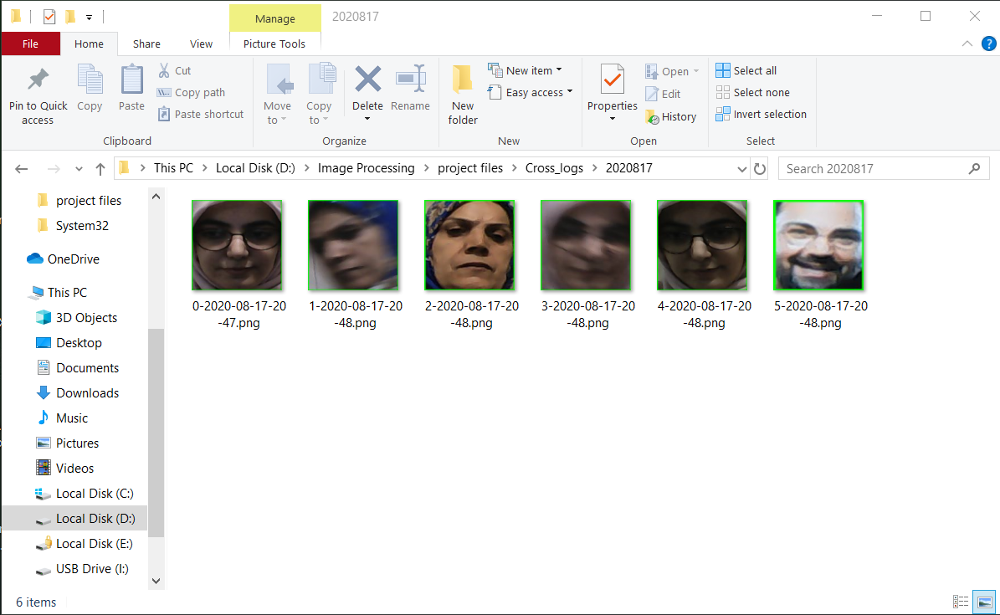 Manage
2020817
File
Home
Share
View
Picture Tools
Pin to Quick
access
Copy
Paste
Cut
Copy path
Paste shortcut
Clipboard
Move
to
Copy
to
Delete
Rename
Organize
New
folder
New item
Easy access
New
Properties
Open
Edit
History
Open
Select all
Select none
Invert selection
Select
This PC > Local Disk (D:) > Image Processing > project files > Cross_logs > 2020817
Search 2020817
project files
System32
OneDrive
This PC
3D Objects
Desktop
Documents
Downloads
Music
Pictures
Videos
Local Disk (C:)
Local Disk (D:)
Local Disk (E:)
USB Drive (I:)
0-2020-08-17-20
-47.png
1-2020-08-17-20
-48.png
2-2020-08-17-20
-48.png
3-2020-08-17-20
-48.png
4-2020-08-17-20
-48.png
5-2020-08-17-20
-48.png
6 items